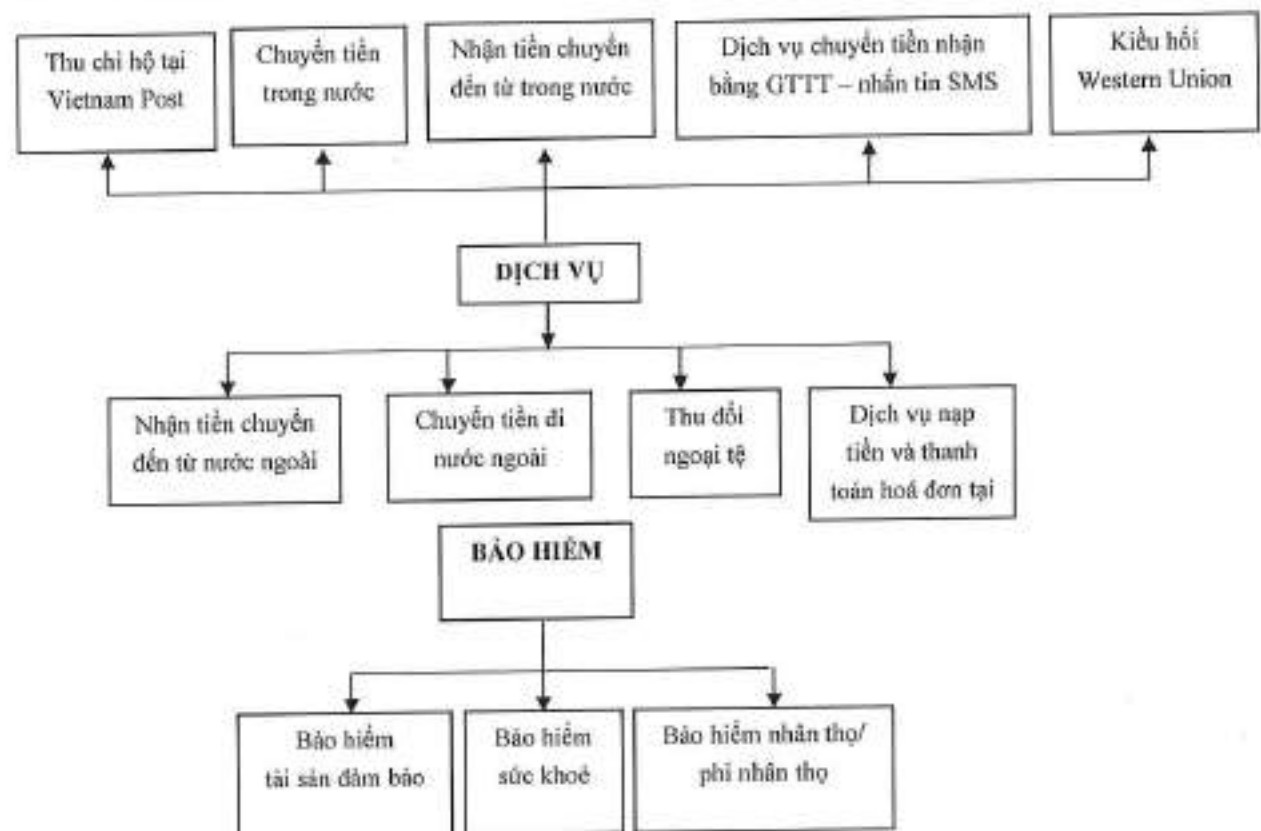 Thu chi hộ tại
Vietnam Post
Chuyển tiền
trong nước
Nhận tiền chuyển
đến từ trong nước
Dịch vụ chuyển tiền nhận
bằng GTTT – nhắn tin SMS
Kiều hối
Western Union
DỊCH VỤ
Nhận tiền chuyển
đến từ nước ngoài
Chuyển tiền đi
nước ngoài
Thu đổi
ngoại tệ
Dịch vụ nạp
tiền và thanh
toán hoá đơn tại
BẢO HIỂM
Bảo hiểm
tài sản đảm bảo
Bảo hiểm
sức khoẻ
Bảo hiểm nhân thọ/
phi nhân thọ